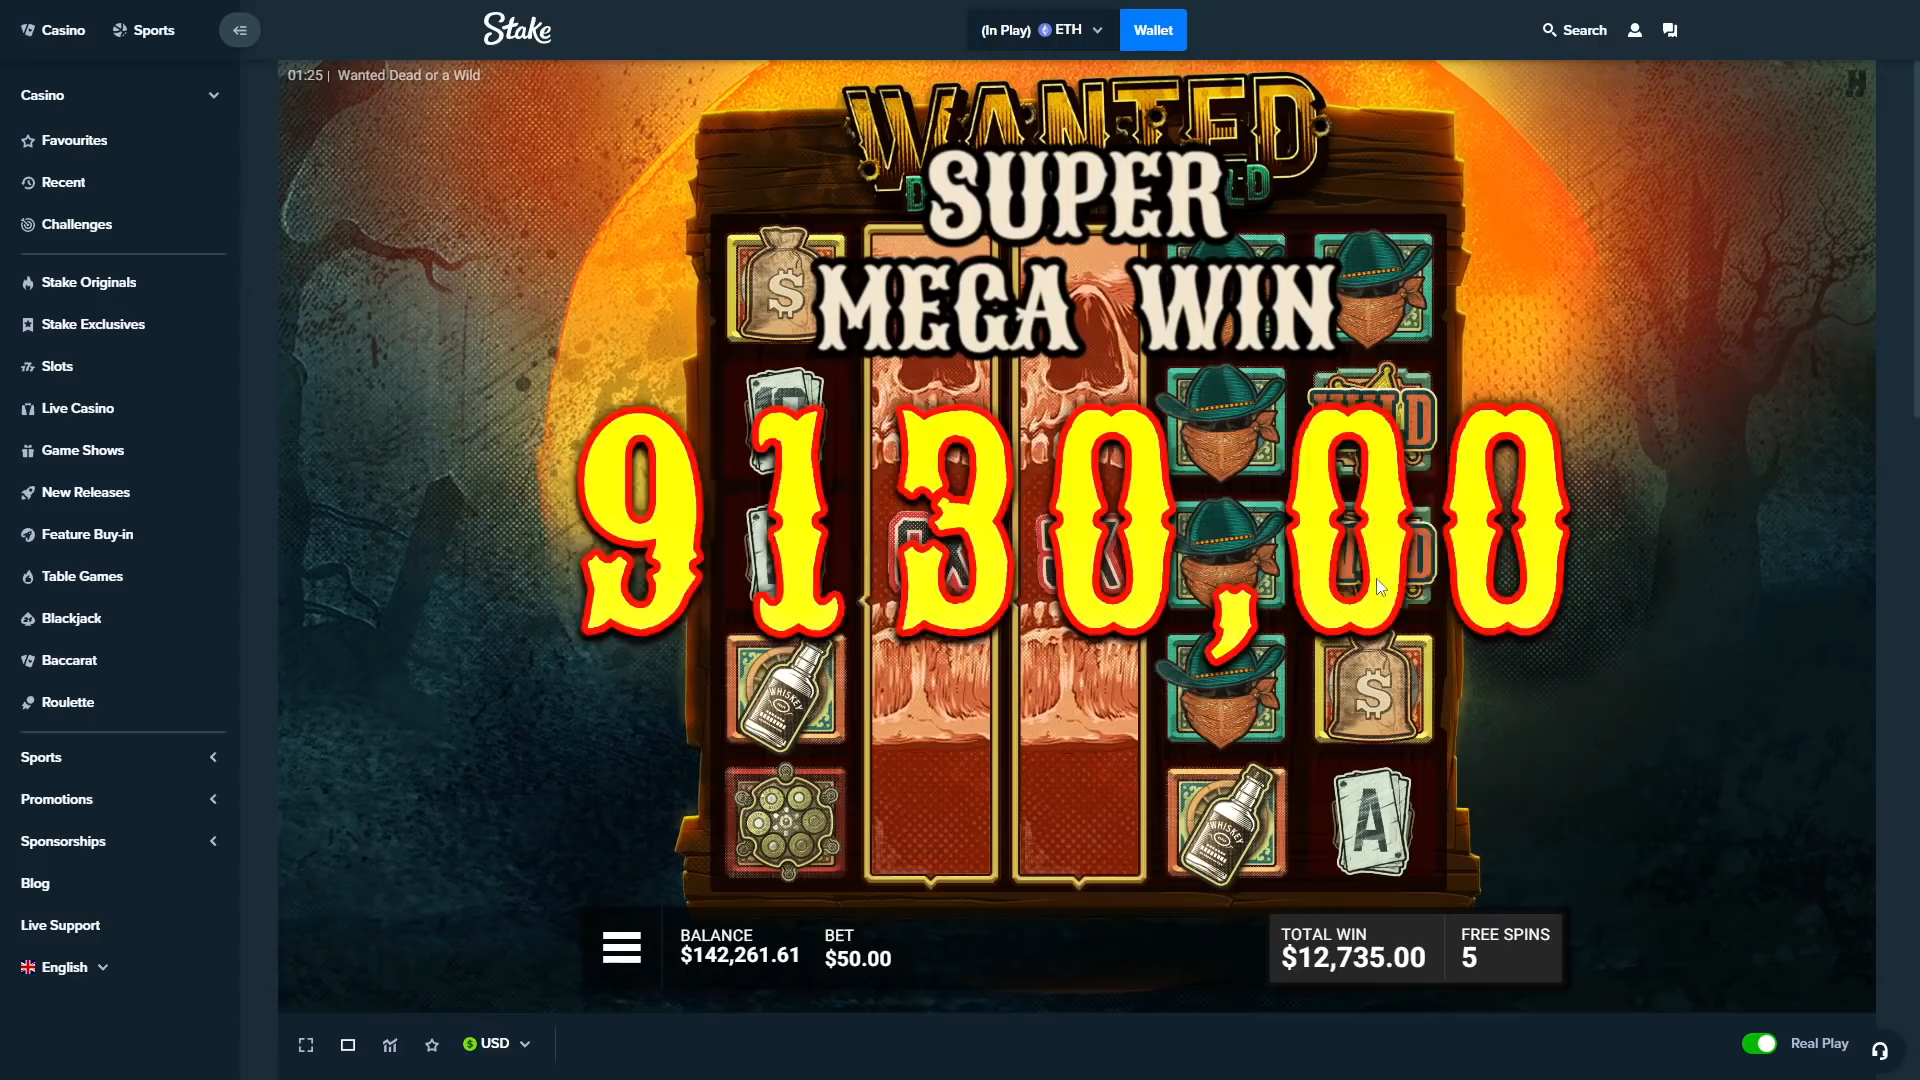 Casino
Sports
Stake
(In Play) ETH
Wallet
Search
01:25 | Wanted Dead or a Wild
Casino
Favourites
Recent
Challenges
Stake Originals
Stake Exclusives
Slots
Live Casino
Game Shows
New Releases
Feature Buy-in
Table Games
Blackjack
Baccarat
Roulette
Sports
Promotions
Sponsorships
Blog
Live Support
English
WANTED
SUPER
MEGA WIN
9130,00
$
WHISKEY
$
WHISKEY
A
BALANCE
$142,261.61
BET
$50.00
TOTAL WIN
$12,735.00
FREE SPINS
5
USD
Real Play